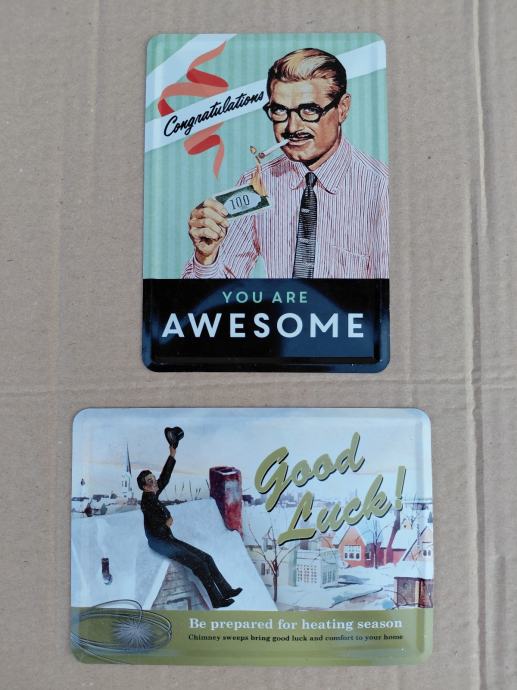 Congratulations
100
YOU ARE
AWESOME
Good
Luck!
Be prepared for heating season
Chimney sweeps bring good luck and comfort to your home